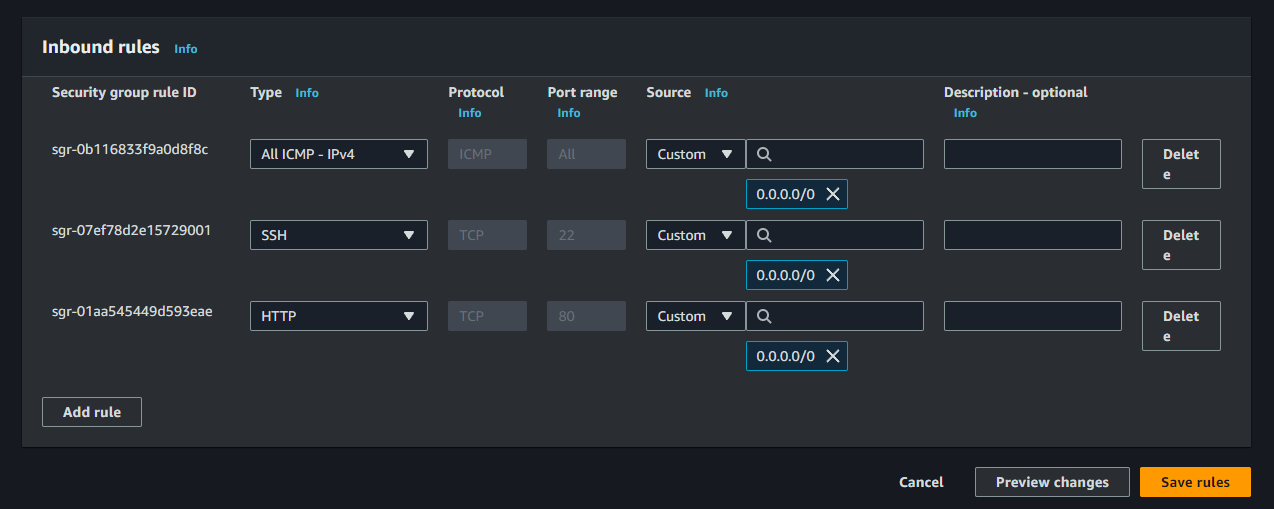 Inbound rules Info
Security group rule ID Type Info Protocol Info Port range Info Source Info Description - optional Info
sgr-0b116833f9a0d8f8c All ICMP - IPv4 ICMP All Custom Delet
e
0.0.0.0/0
sgr-07ef78d2e15729001 SSH TCP 22 Custom Delet
e
0.0.0.0/0
sgr-01aa545449d593eae HTTP TCP 80 Custom Delet
e
0.0.0.0/0
Add rule
Cancel Preview changes Save rules